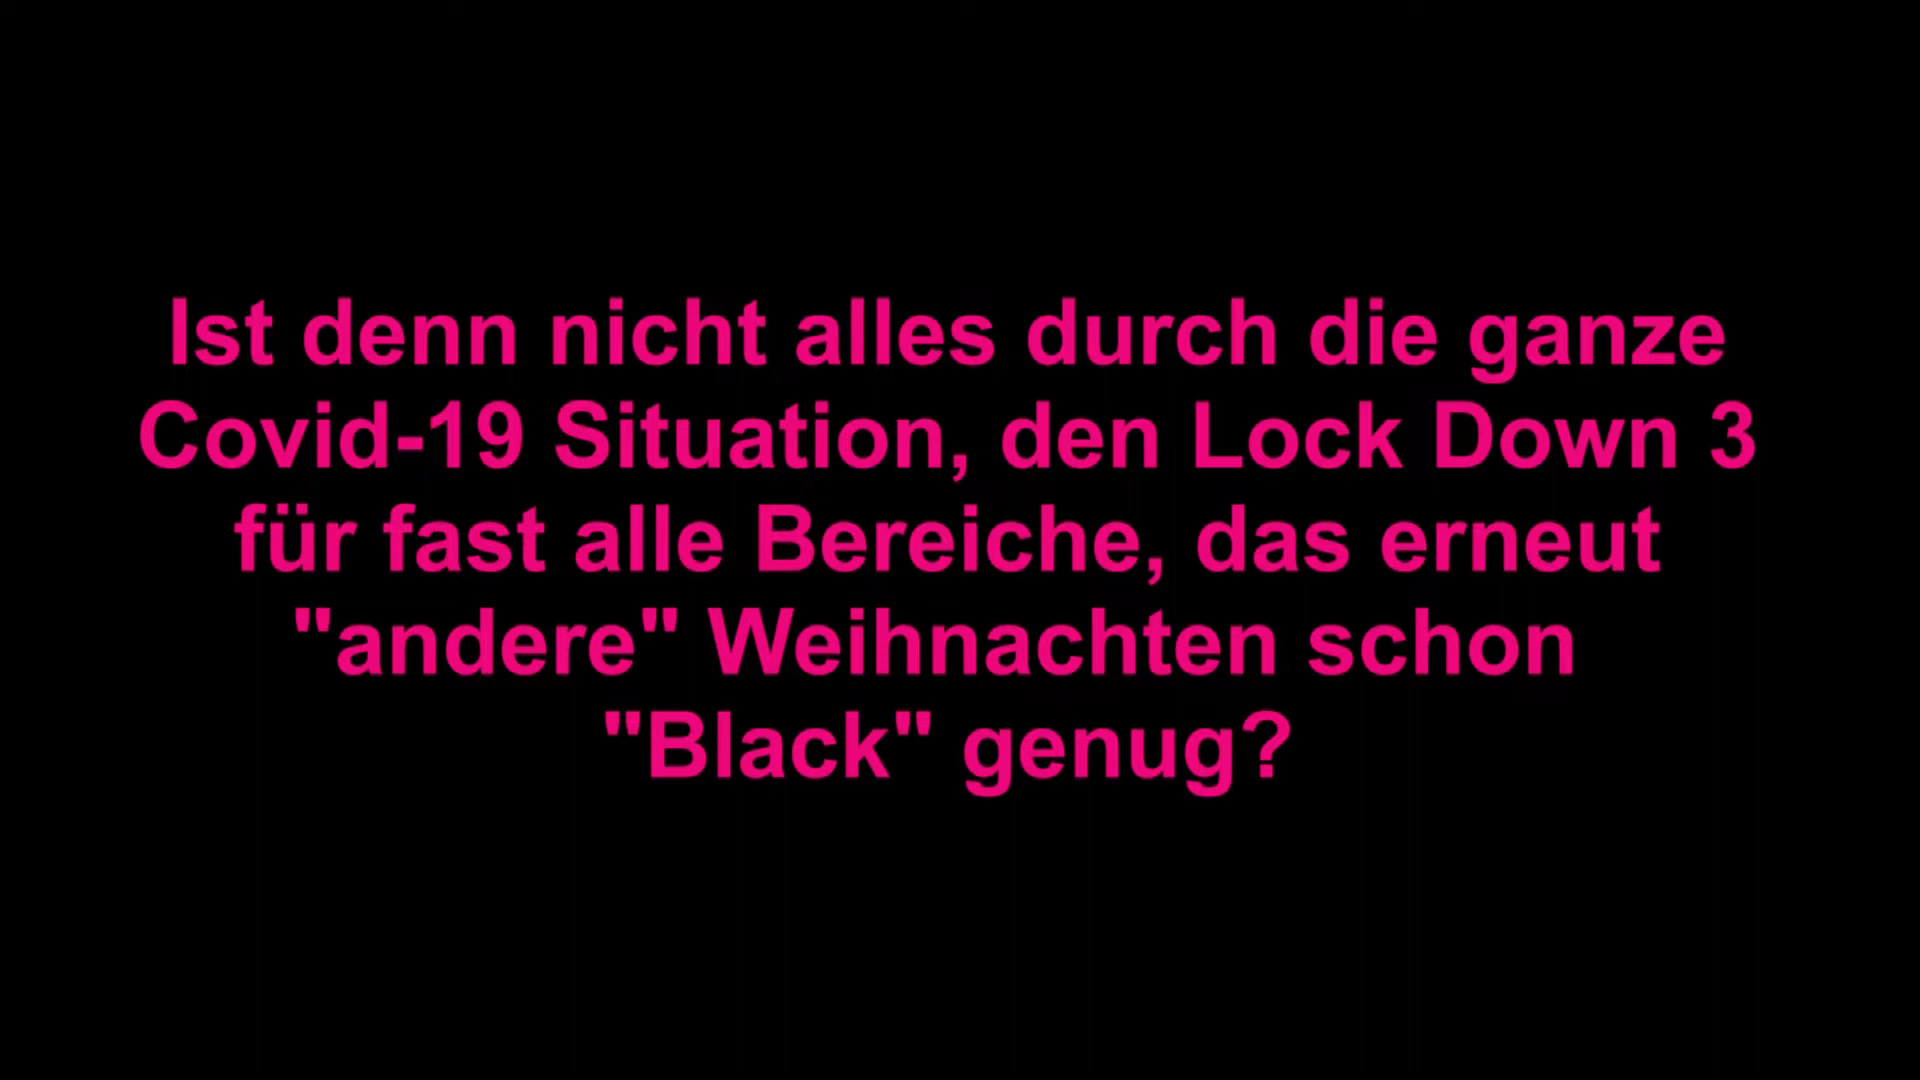 Ist denn nicht alles durch die ganze
Covid-19 Situation, den Lock Down 3
für fast alle Bereiche, das erneut
"andere" Weihnachten schon
"Black" genug?